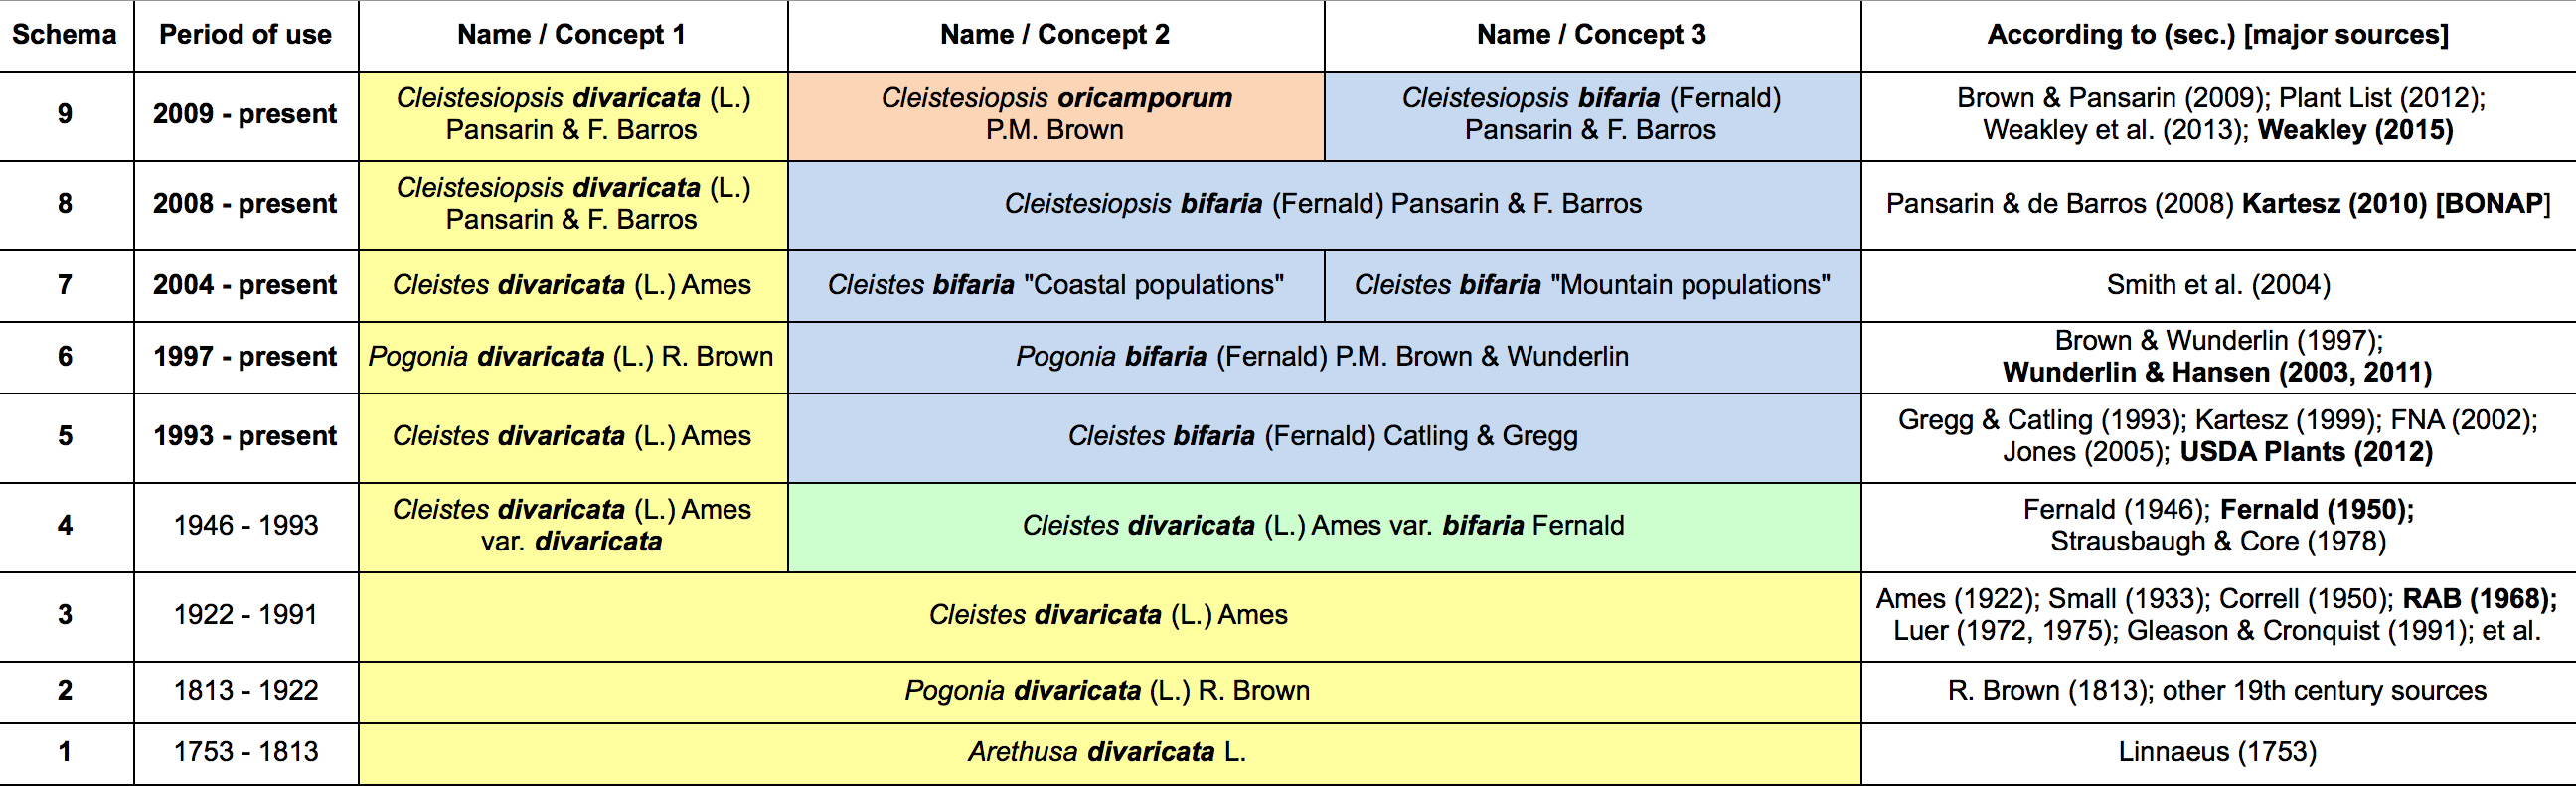 Schema Period of use Name / Concept 1 Name / Concept 2 Name / Concept 3 According to (sec.) [major sources]
9
2009 - present
Cleistesiopsis divaricata (L.)
Pansarin & F. Barros
Cleistesiopsis oricamporum
P.M. Brown
Cleistesiopsis bifaria (Fernald)
Pansarin & F. Barros
Brown & Pansarin (2009); Plant List (2012);
Weakley et al. (2013); Weakley (2015)
8
2008 - present
Cleistesiopsis divaricata (L.)
Pansarin & F. Barros
Cleistesiopsis bifaria (Fernald) Pansarin & F. Barros
Pansarin & de Barros (2008) Kartesz (2010) [BONAP]
7
2004 - present
Cleistes divaricata (L.) Ames
Cleistes bifaria "Coastal populations"
Cleistes bifaria "Mountain populations"
Smith et al. (2004)
6
1997 - present
Pogonia divaricata (L.) R. Brown
Pogonia bifaria (Fernald) P.M. Brown & Wunderlin
Brown & Wunderlin (1997);
Wunderlin & Hansen (2003, 2011)
5
1993 - present
Cleistes divaricata (L.) Ames
Cleistes bifaria (Fernald) Catling & Gregg
Gregg & Catling (1993); Kartesz (1999); FNA (2002);
Jones (2005); USDA Plants (2012)
4
1946 - 1993
Cleistes divaricata (L.) Ames
var. divaricata
Cleistes divaricata (L.) Ames var. bifaria Fernald
Fernald (1946); Fernald (1950);
Strausbaugh & Core (1978)
3
1922 - 1991
Cleistes divaricata (L.) Ames
Ames (1922); Small (1933); Correll (1950); RAB (1968);
Luer (1972, 1975); Gleason & Cronquist (1991); et al.
2
1813 - 1922
Pogonia divaricata (L.) R. Brown
R. Brown (1813); other 19th century sources
1
1753 - 1813
Arethusa divaricata L.
Linnaeus (1753)